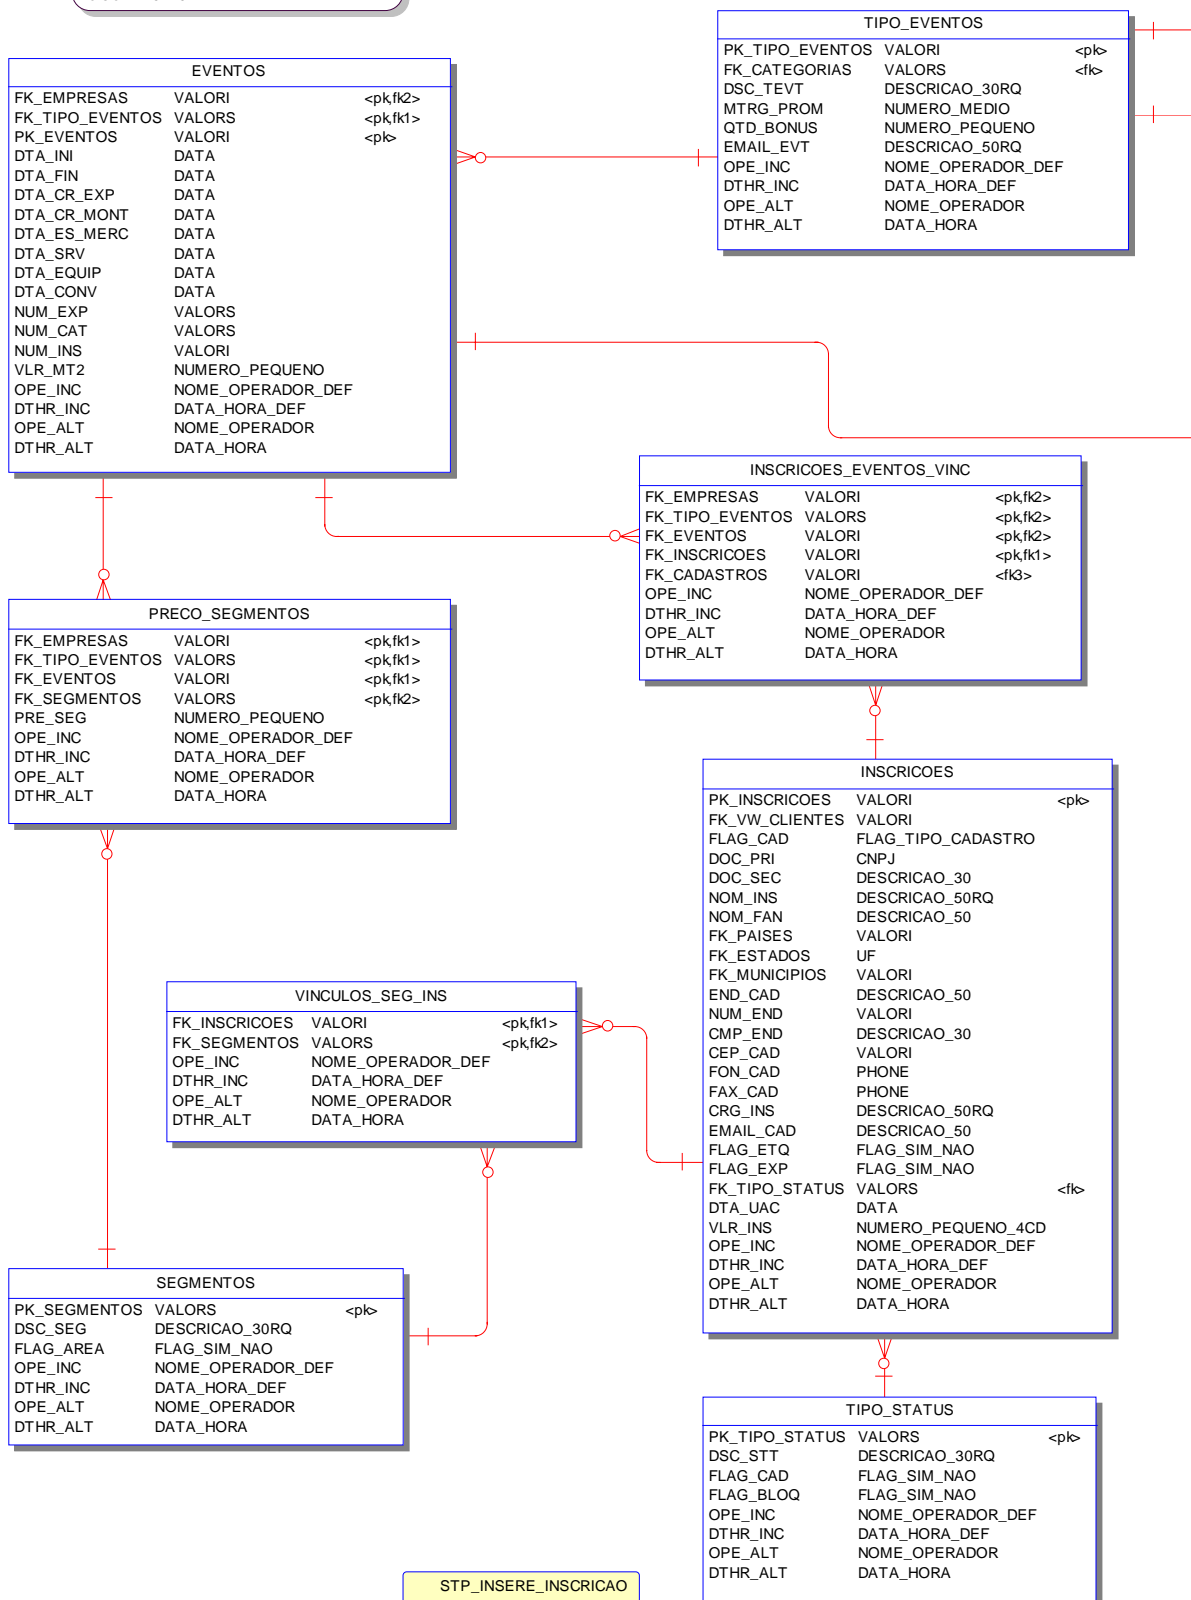 TIPO_EVENTOS
PK_TIPO_EVENTOS VALORI <pk>
FK_CATEGORIAS VALORS <fk>
DSC_TEVT DESCRICAO_30RQ
MTRG_PROM NUMERO_MEDIO
QTD_BONUS NUMERO_PEQUENO
EMAIL_EVT DESCRICAO_50RQ
OPE_INC NOME_OPERADOR_DEF
DTHR_INC DATA_HORA_DEF
OPE_ALT NOME_OPERADOR
DTHR_ALT DATA_HORA
EVENTOS
FK_EMPRESAS VALORI <pk,fk2>
FK_TIPO_EVENTOS VALORS <pk,fk1>
PK_EVENTOS VALORI <pk>
DTA_INI DATA
DTA_FIN DATA
DTA_CR_EXP DATA
DTA_CR_MONT DATA
DTA_ES_MERC DATA
DTA_SRV DATA
DTA_EQUIP DATA
DTA_CONV DATA
NUM_EXP VALORS
NUM_CAT VALORS
NUM_INS VALORI
VLR_MT2 NUMERO_PEQUENO
OPE_INC NOME_OPERADOR_DEF
DTHR_INC DATA_HORA_DEF
OPE_ALT NOME_OPERADOR
DTHR_ALT DATA_HORA
INSCRICOES_EVENTOS_VINC
FK_EMPRESAS VALORI <pk,fk2>
FK_TIPO_EVENTOS VALORS <pk,fk2>
FK_EVENTOS VALORI <pk,fk2>
FK_INSCRICOES VALORI <pk,fk1>
FK_CADASTROS VALORI <fk3>
OPE_INC NOME_OPERADOR_DEF
DTHR_INC DATA_HORA_DEF
OPE_ALT NOME_OPERADOR
DTHR_ALT DATA_HORA
PRECO_SEGMENTOS
FK_EMPRESAS VALORI <pk,fk1>
FK_TIPO_EVENTOS VALORS <pk,fk1>
FK_EVENTOS VALORI <pk,fk1>
FK_SEGMENTOS VALORS <pk,fk2>
PRE_SEG NUMERO_PEQUENO
OPE_INC NOME_OPERADOR_DEF
DTHR_INC DATA_HORA_DEF
OPE_ALT NOME_OPERADOR
DTHR_ALT DATA_HORA
INSCRICOES
PK_INSCRICOES VALORI <pk>
FK_VW_CLIENTES VALORI
FLAG_CAD FLAG_TIPO_CADASTRO
DOC_PRI CNPJ
DOC_SEC DESCRICAO_30
NOM_INS DESCRICAO_50RQ
NOM_FAN DESCRICAO_50
FK_PAISES VALORI
FK_ESTADOS UF
FK_MUNICIPIOS VALORI
END_CAD DESCRICAO_50
NUM_END VALORI
CMP_END DESCRICAO_30
CEP_CAD VALORI
FON_CAD PHONE
FAX_CAD PHONE
CRG_INS DESCRICAO_50RQ
EMAIL_CAD DESCRICAO_50
FLAG_ETQ FLAG_SIM_NAO
FLAG_EXP FLAG_SIM_NAO
FK_TIPO_STATUS VALORS <fk>
DTA_UAC DATA
VLR_INS NUMERO_PEQUENO_4CD
OPE_INC NOME_OPERADOR_DEF
DTHR_INC DATA_HORA_DEF
OPE_ALT NOME_OPERADOR
DTHR_ALT DATA_HORA
VINCULOS_SEG_INS
FK_INSCRICOES VALORI <pk,fk1>
FK_SEGMENTOS VALORS <pk,fk2>
OPE_INC NOME_OPERADOR_DEF
DTHR_INC DATA_HORA_DEF
OPE_ALT NOME_OPERADOR
DTHR_ALT DATA_HORA
SEGMENTOS
PK_SEGMENTOS VALORS <pk>
DSC_SEG DESCRICAO_30RQ
FLAG_AREA FLAG_SIM_NAO
OPE_INC NOME_OPERADOR_DEF
DTHR_INC DATA_HORA_DEF
OPE_ALT NOME_OPERADOR
DTHR_ALT DATA_HORA
TIPO_STATUS
PK_TIPO_STATUS VALORS <pk>
DSC_STT DESCRICAO_30RQ
FLAG_CAD FLAG_SIM_NAO
FLAG_BLOQ FLAG_SIM_NAO
OPE_INC NOME_OPERADOR_DEF
DTHR_INC DATA_HORA_DEF
OPE_ALT NOME_OPERADOR
DTHR_ALT DATA_HORA
STP_INSERE_INSCRICAO